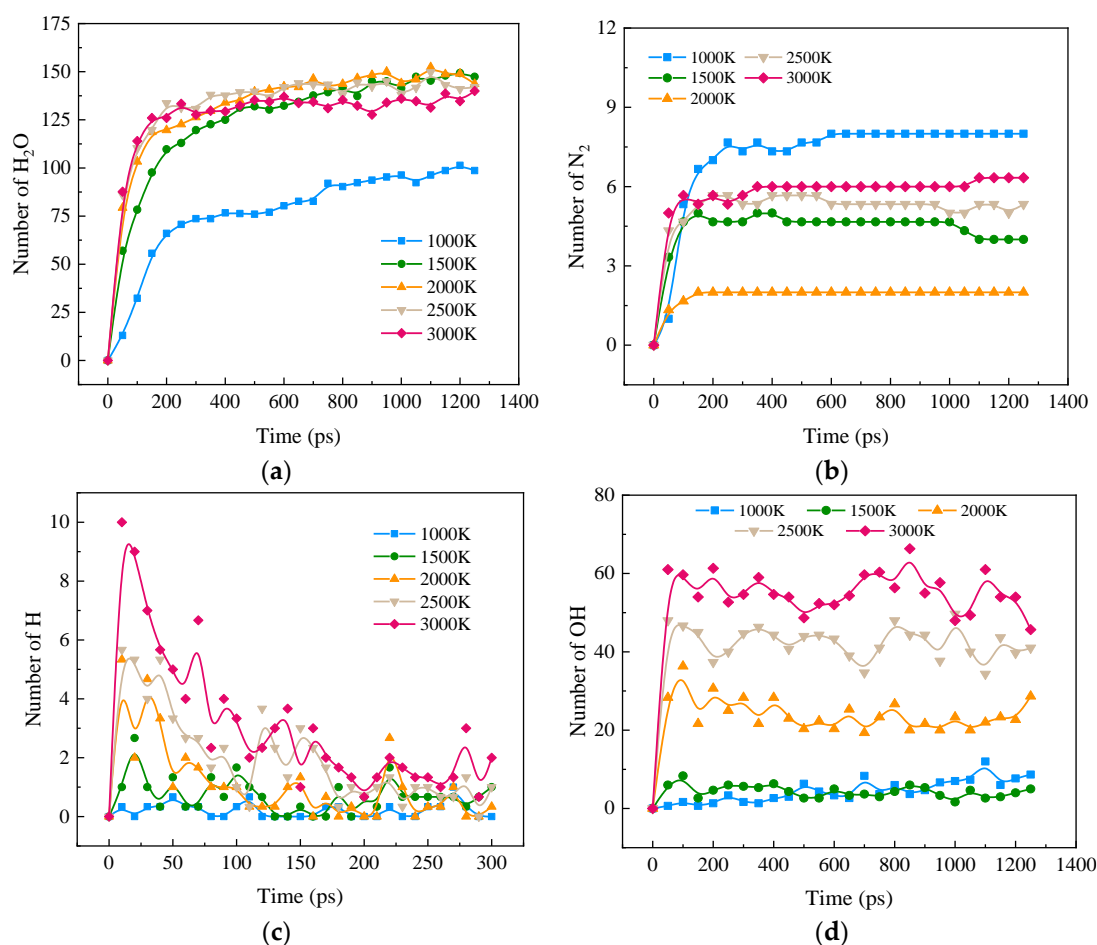 175
150
125
100
75
50
25
0
Number of H₂O
1000K
1500K
2000K
2500K
3000K
0 200 400 600 800 1000 1200 1400
Time (ps)
(a)
12
9
6
3
0
Number of N₂
1000K 2500K
1500K 3000K
2000K
0 200 400 600 800 1000 1200 1400
Time (ps)
(b)
10
8
6
4
2
0
Number of H
1000K
1500K
2000K
2500K
3000K
0 50 100 150 200 250 300
Time (ps)
(c)
80
60
40
20
0
Number of OH
1000K 1500K 2000K
2500K 3000K
0 200 400 600 800 1000 1200 1400
Time (ps)
(d)